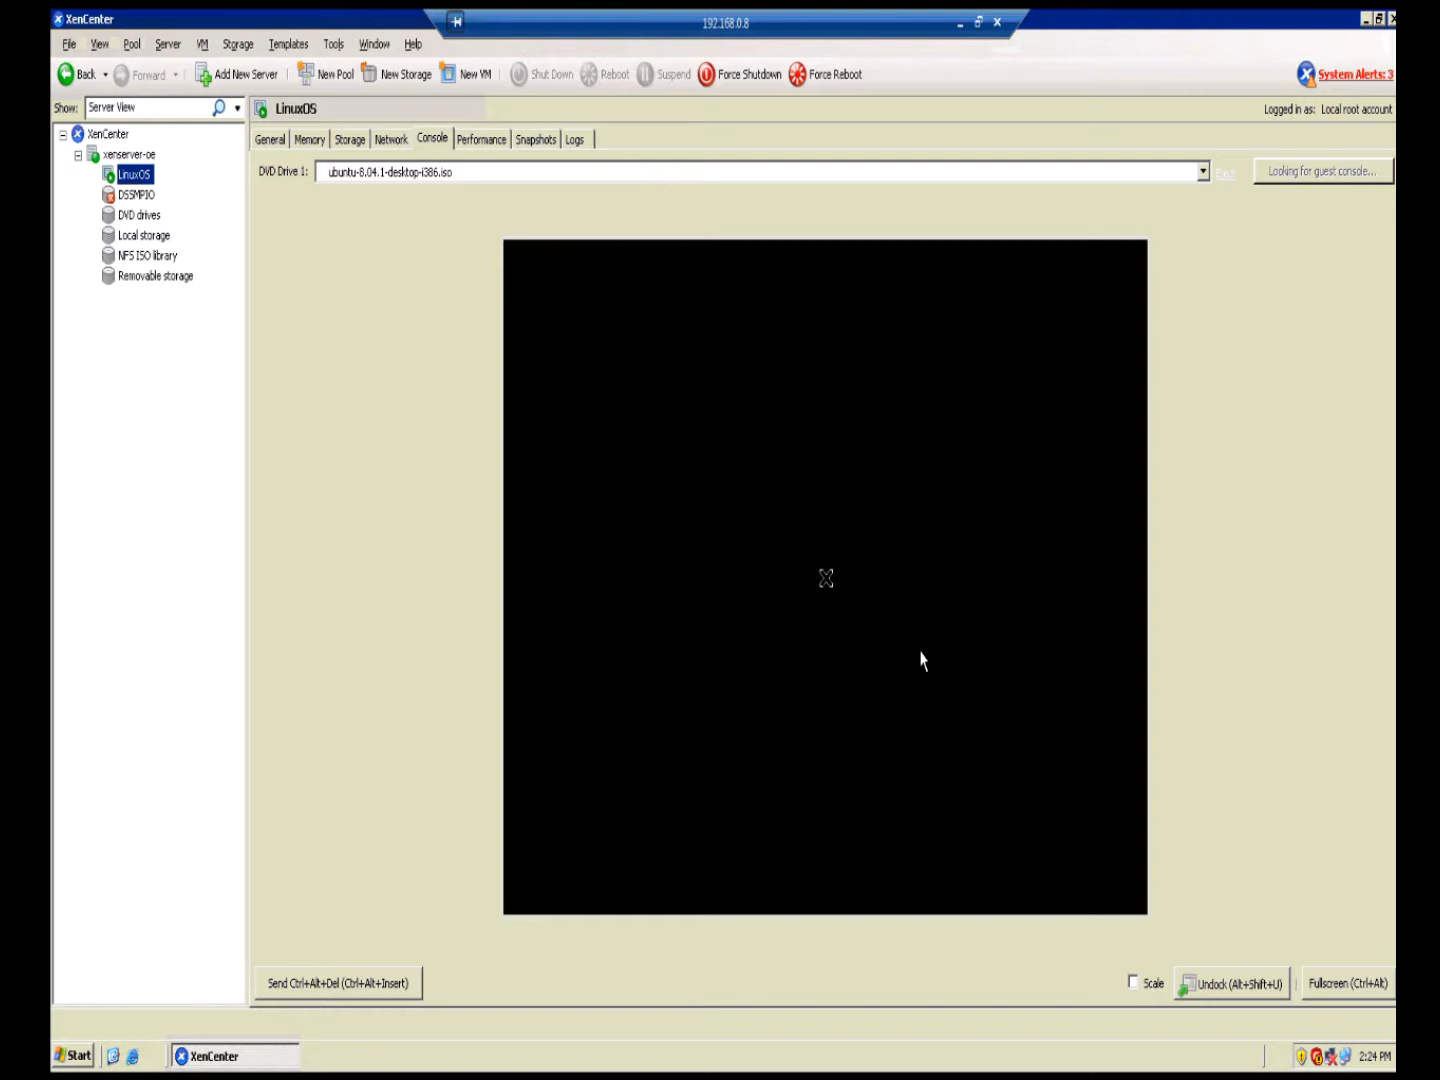 XenCenter
192.168.0.8
File View Pool Server VM Storage Templates Tools Window Help
Back Forward Add New Server New Pool New Storage New VM Shut Down Reboot Suspend Force Shutdown Force Reboot System Alerts: 3
Show: Server View
LinuxOS
Logged in as: Local root account
XenCenter
xenserver-oe
LinuxOS
DSSMPIO
DVD drives
Local storage
NFS ISO library
Removable storage
General Memory Storage Network Console Performance Snapshots Logs
DVD Drive 1: ubuntu-8.04.1-desktop-i386.iso Eject Looking for guest console...
Send Ctrl+Alt+Del (Ctrl+Alt+Insert) Scale Undock (Alt+Shift+U) Fullscreen (Ctrl+Alt)
Start XenCenter 2:24 PM